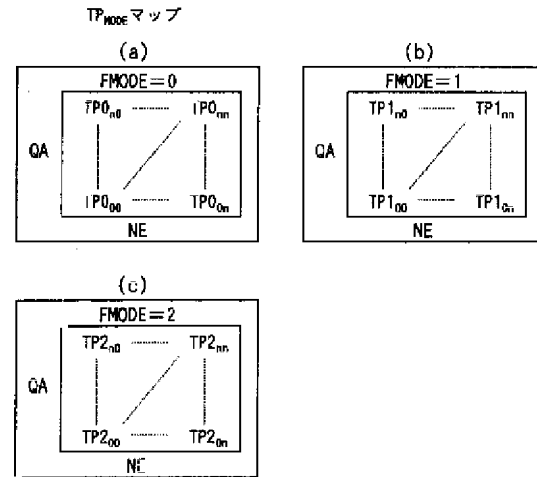 TP_MODE マップ
(a)
FMODE=0
TP0_n0 TP0_nn
QA
TP0_00 TP0_0n
NE
(b)
FMODE=1
TP1_n0 TP1_nn
QA
TP1_00 TP1_0n
NE
(c)
FMODE=2
TP2_n0 TP2_nn
QA
TP2_00 TP2_0n
NE